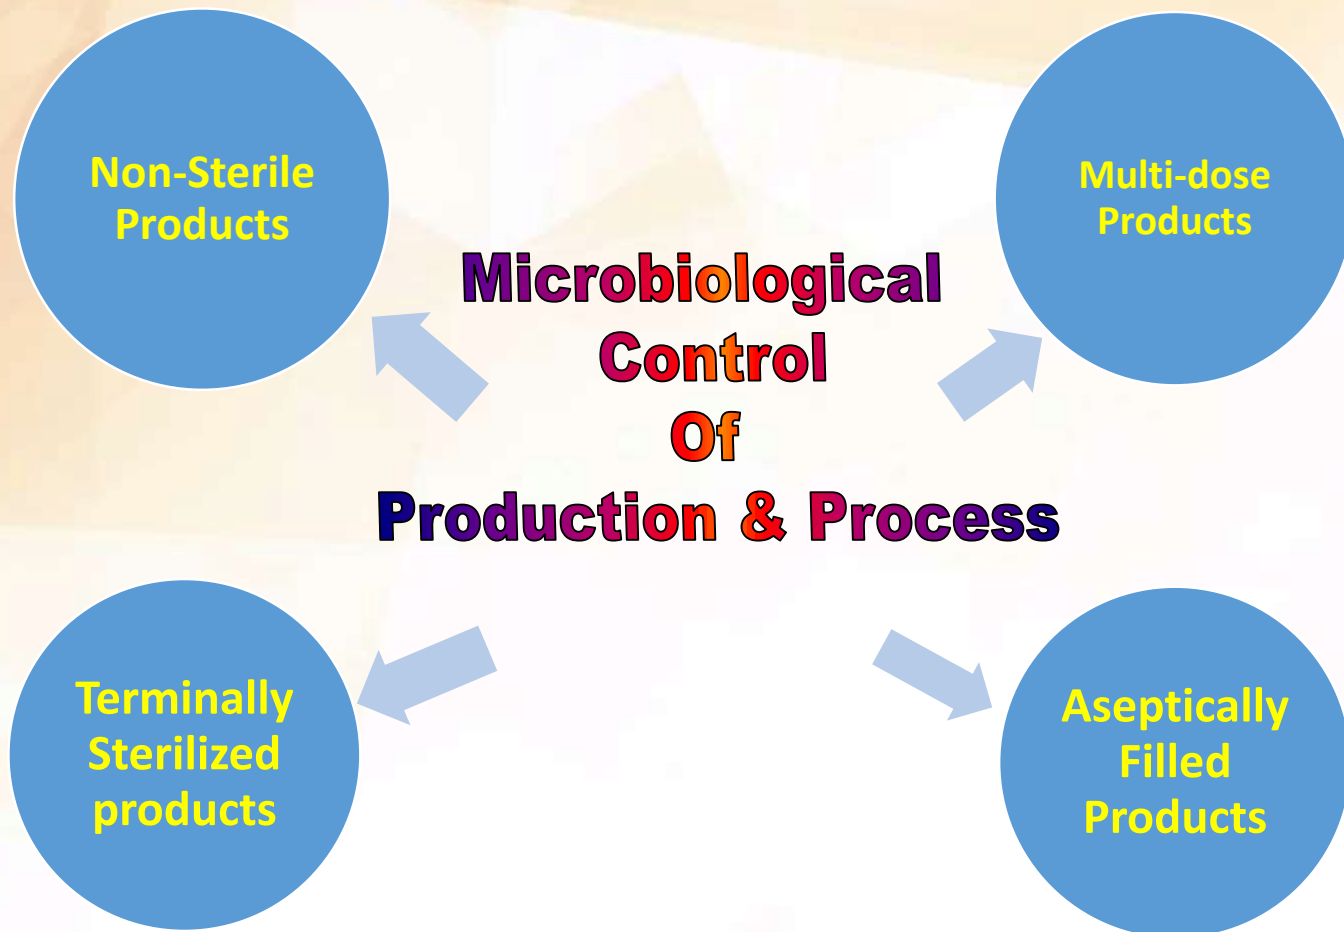 Non-Sterile
Products
Multi-dose
Products
Microbiological
Control
Of
Production & Process
Terminally
Sterilized
products
Aseptically
Filled
Products